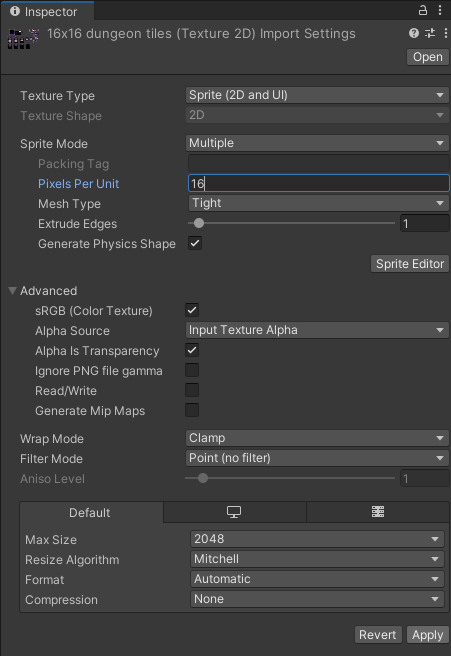 Inspector
16x16 dungeon tiles (Texture 2D) Import Settings
Open
Texture Type Sprite (2D and UI)
Texture Shape 2D
Sprite Mode Multiple
Packing Tag
Pixels Per Unit 16
Mesh Type Tight
Extrude Edges 1
Generate Physics Shape
Sprite Editor
Advanced
sRGB (Color Texture)
Alpha Source Input Texture Alpha
Alpha Is Transparency
Ignore PNG file gamma
Read/Write
Generate Mip Maps
Wrap Mode Clamp
Filter Mode Point (no filter)
Aniso Level 1
Default
Max Size 2048
Resize Algorithm Mitchell
Format Automatic
Compression None
Revert Apply